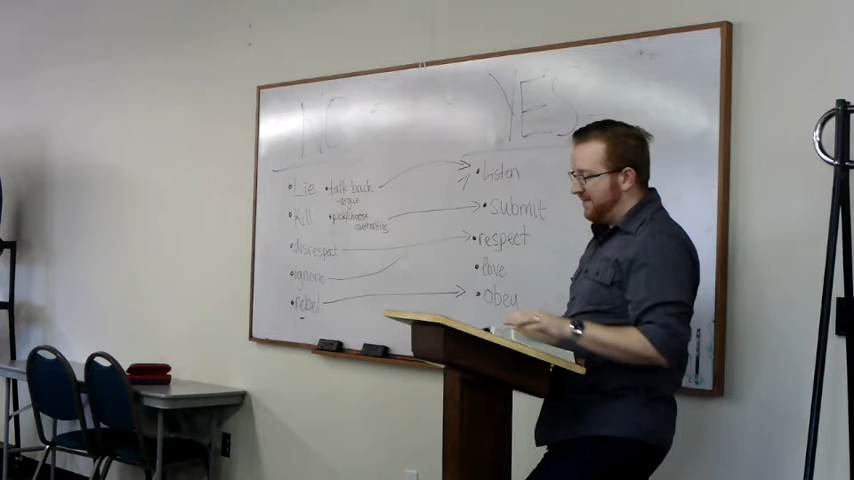 NO
YES
• Lie • talk back
- argue
• Kill • pick/choose
authorities
• disrespect
• ignore
• rebel
• Listen
• Submit
• respect
• love
• obey